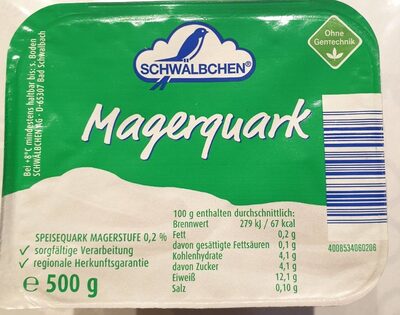 SCHWÄLBCHEN®
Ohne
Gentechnik
Magerquark
Bei +8°C mindestens haltbar bis: s. Boden
SCHWÄLBCHEN AG · D-65307 Bad Schwalbach
SPEISEQUARK MAGERSTUFE 0,2 %
✓ sorgfältige Verarbeitung
✓ regionale Herkunftsgarantie
℮ 500 g
100 g enthalten durchschnittlich:
Brennwert 279 kJ / 67 kcal
Fett 0,2 g
davon gesättigte Fettsäuren 0,1 g
Kohlenhydrate 4,1 g
davon Zucker 4,1 g
Eiweiß 12,1 g
Salz 0,10 g
4008534060206